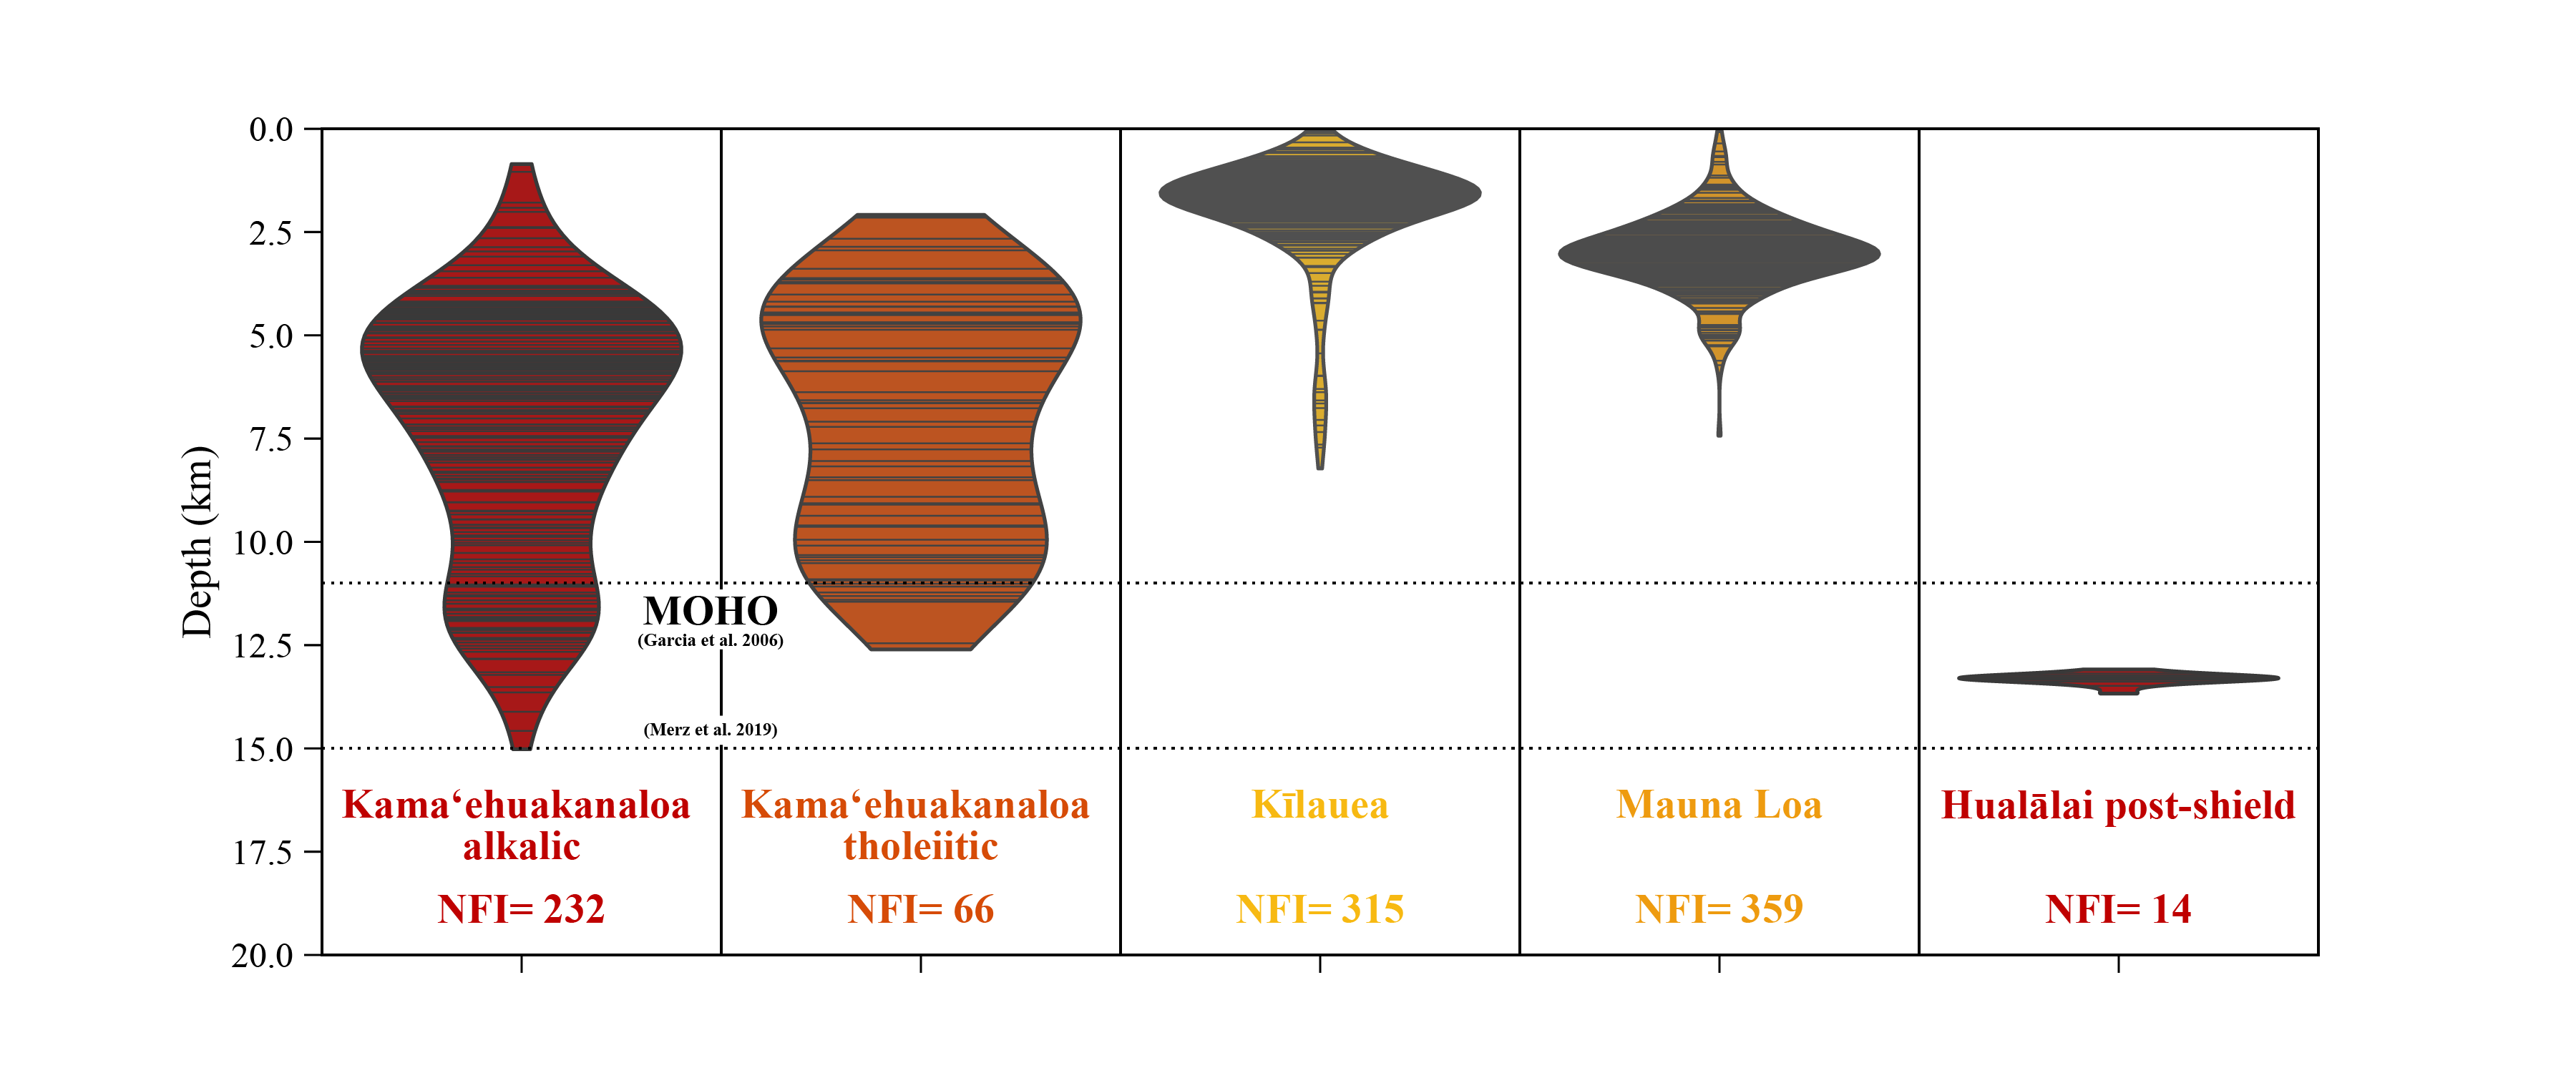 0.0
2.5
5.0
7.5
10.0
12.5
15.0
17.5
20.0
Depth (km)
MOHO
(Garcia et al. 2006)
(Merz et al. 2019)
Kamaʻehuakanaloa
alkalic
NFI= 232
Kamaʻehuakanaloa
tholeiitic
NFI= 66
Kīlauea
NFI= 315
Mauna Loa
NFI= 359
Hualālai post-shield
NFI= 14